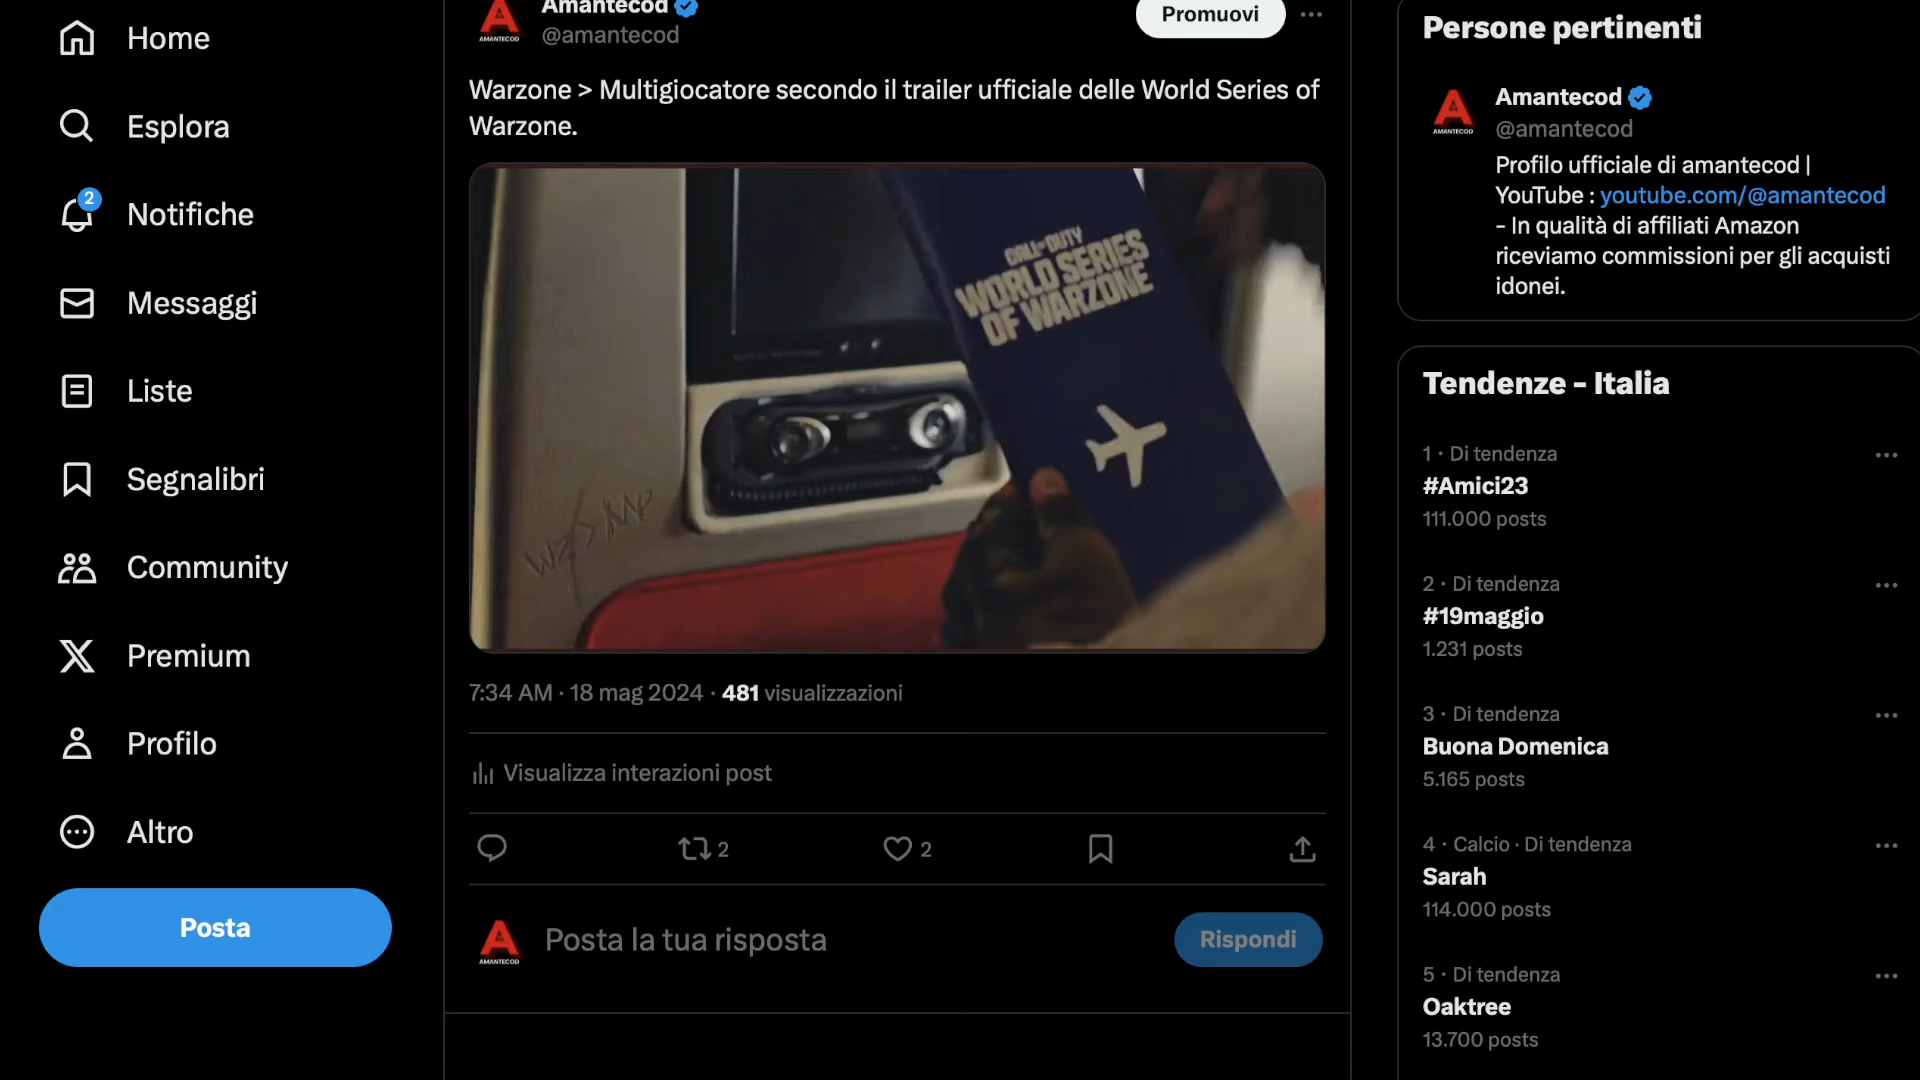 Home
Esplora
2
Notifiche
Messaggi
Liste
Segnalibri
Community
Premium
Profilo
Altro
Posta
Amantecod
@amantecod
AMANTECOD
Promuovi
Warzone > Multigiocatore secondo il trailer ufficiale delle World Series of
Warzone.
CALL OF DUTY
WORLD SERIES
OF WARZONE
WZ > MP
7:34 AM · 18 mag 2024 · 481 visualizzazioni
Visualizza interazioni post
2
2
AMANTECOD
Posta la tua risposta
Rispondi
Persone pertinenti
Amantecod
@amantecod
AMANTECOD
Profilo ufficiale di amantecod |
YouTube : youtube.com/@amantecod
- In qualità di affiliati Amazon
riceviamo commissioni per gli acquisti
idonei.
Tendenze - Italia
1 · Di tendenza
#Amici23
111.000 posts
2 · Di tendenza
#19maggio
1.231 posts
3 · Di tendenza
Buona Domenica
5.165 posts
4 · Calcio · Di tendenza
Sarah
114.000 posts
5 · Di tendenza
Oaktree
13.700 posts